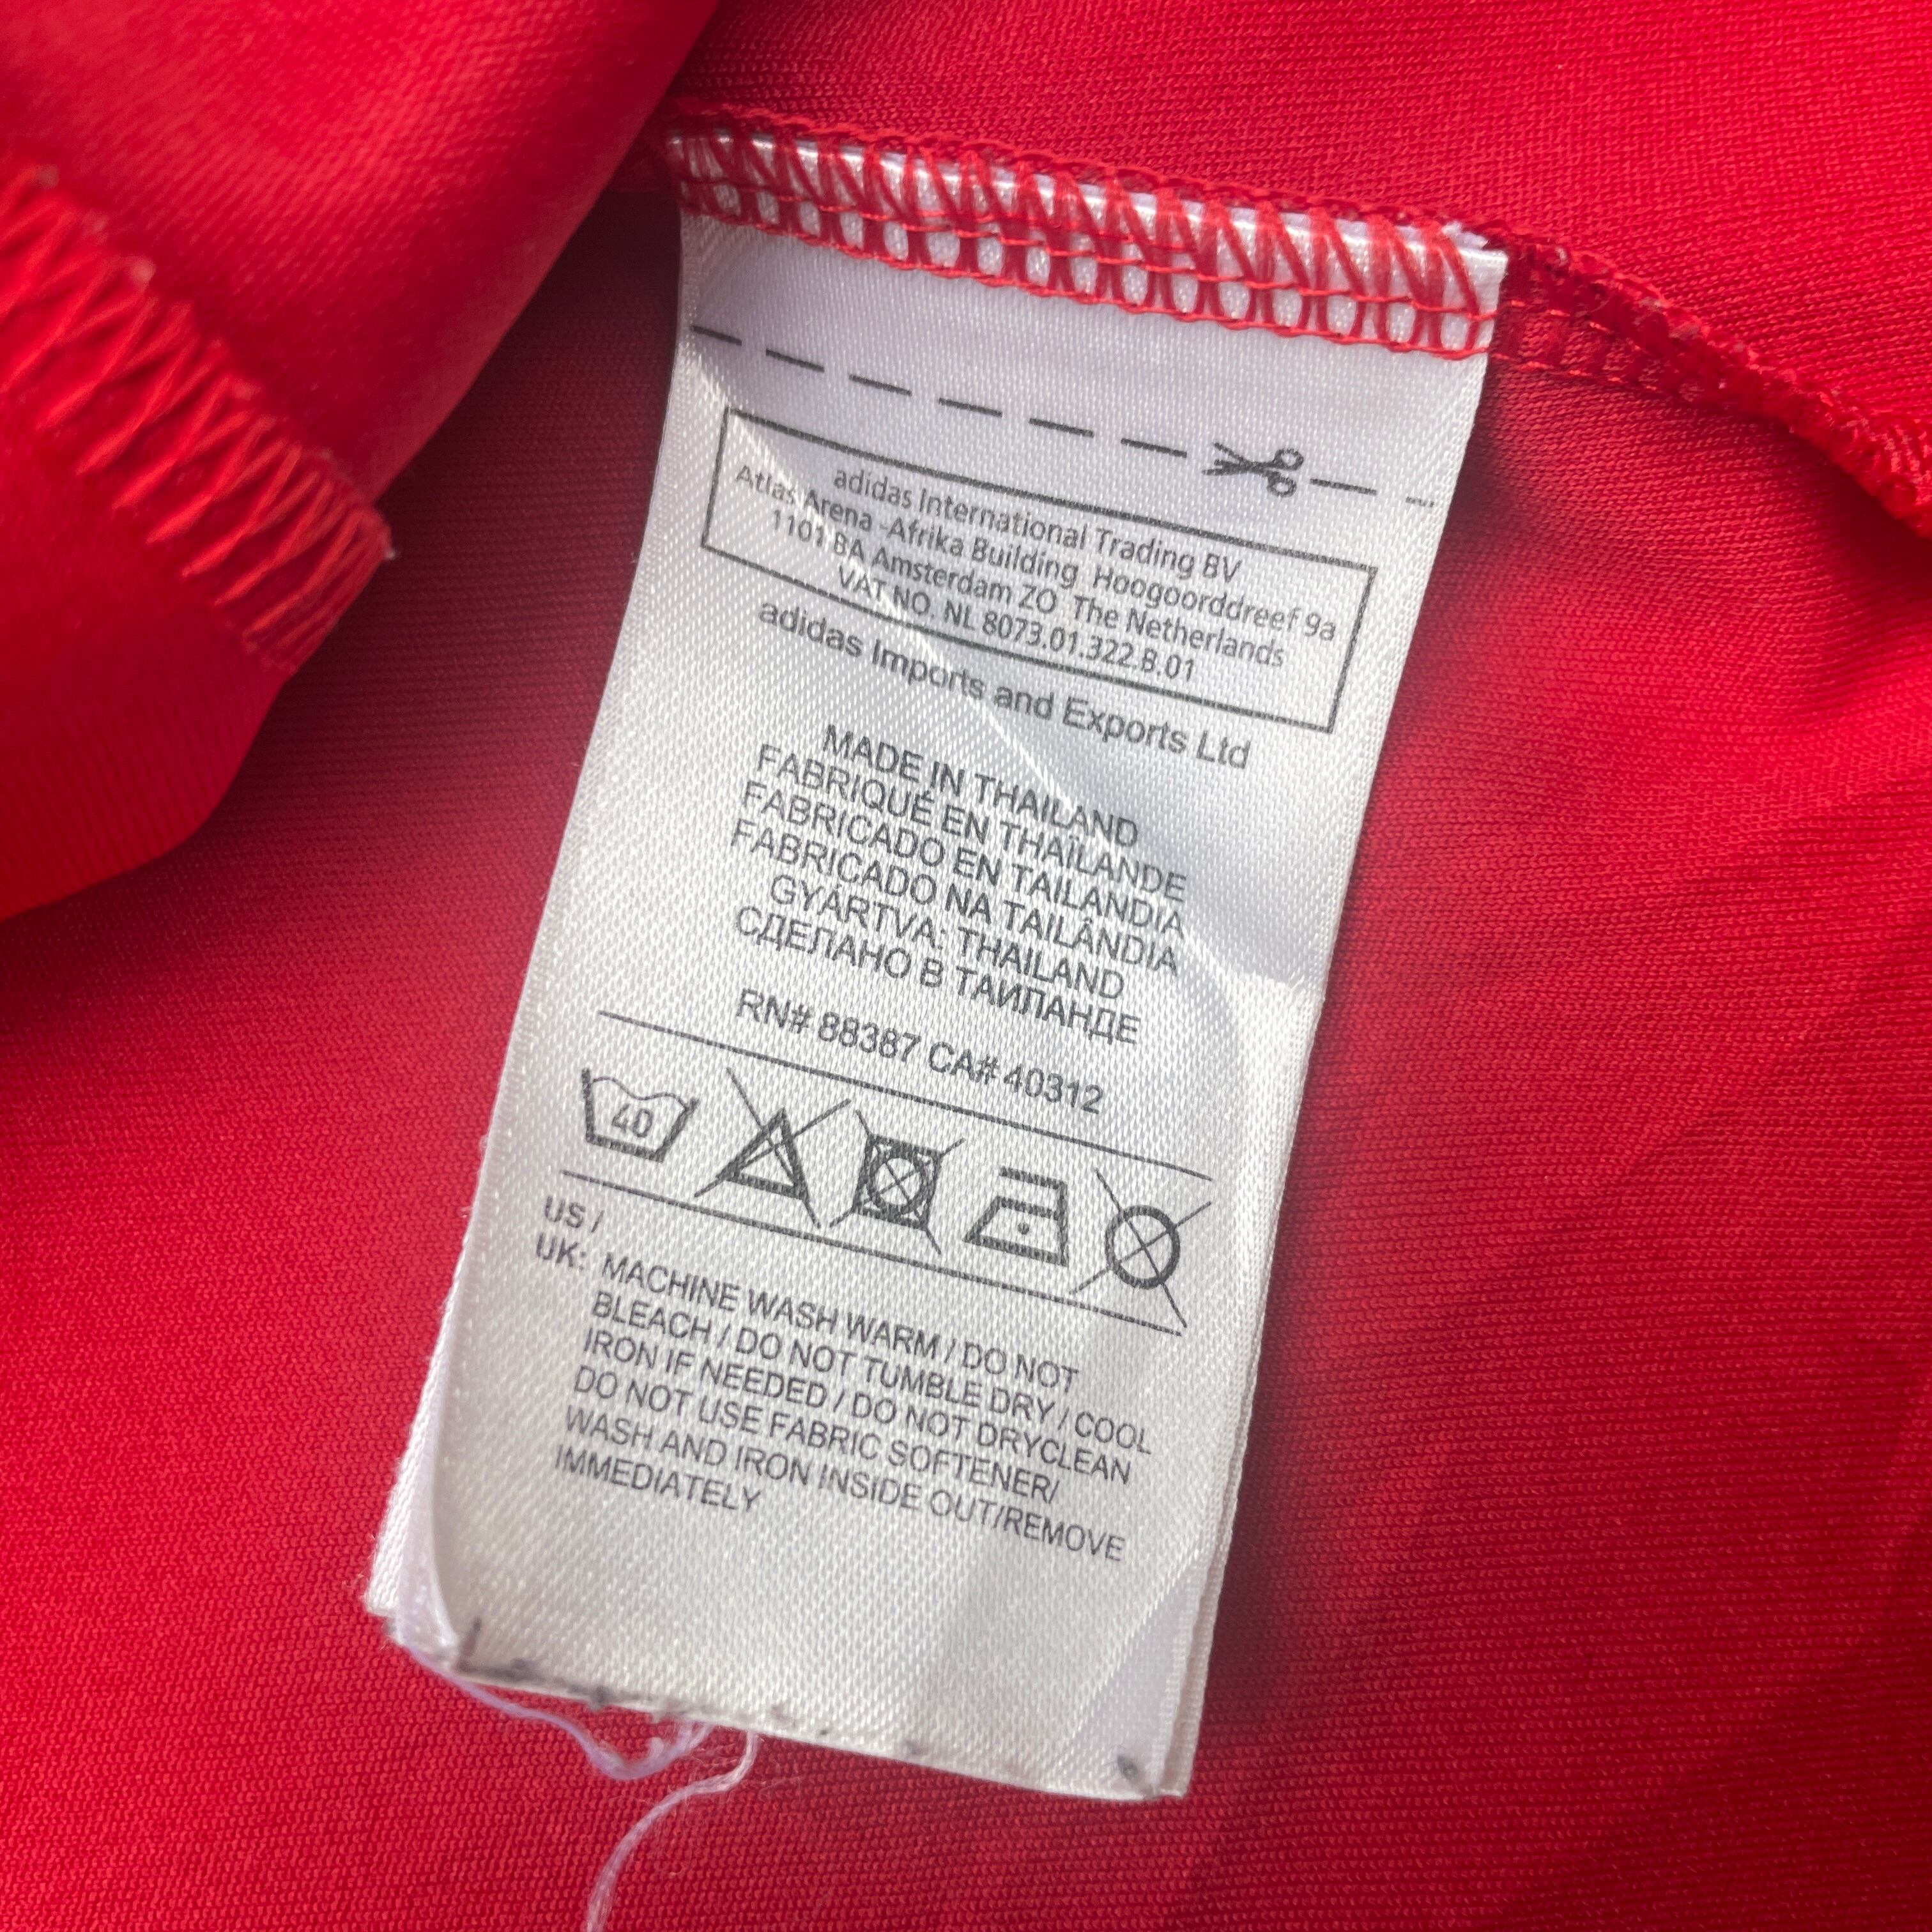 adidas International Trading BV
Atlas Arena -Afrika Building Hoogoorddreef 9a
1101 BA Amsterdam ZO The Netherlands
VAT NO. NL 8073.01.322.B.01
adidas Imports and Exports Ltd
MADE IN THAILAND
FABRIQUÉ EN THAÏLANDE
FABRICADO EN TAILANDIA
FABRICADO NA TAILÂNDIA
GYÁRTVA: THAILAND
СДЕЛАНО В ТАИЛАНДЕ
RN# 88387 CA# 40312
40
US /
UK: MACHINE WASH WARM / DO NOT
BLEACH / DO NOT TUMBLE DRY / COOL
IRON IF NEEDED / DO NOT DRYCLEAN
DO NOT USE FABRIC SOFTENER/
WASH AND IRON INSIDE OUT/REMOVE
IMMEDIATELY